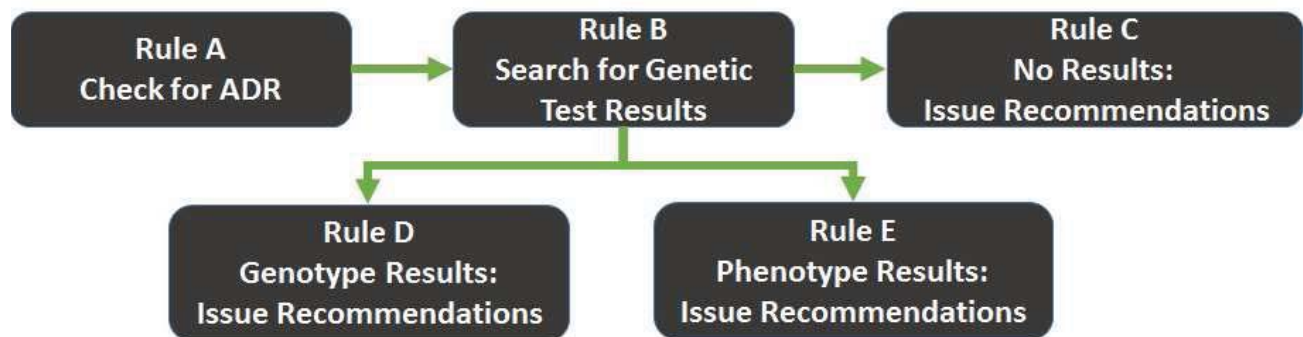 Rule A
Check for ADR
Rule B
Search for Genetic
Test Results
Rule C
No Results:
Issue Recommendations
Rule D
Genotype Results:
Issue Recommendations
Rule E
Phenotype Results:
Issue Recommendations